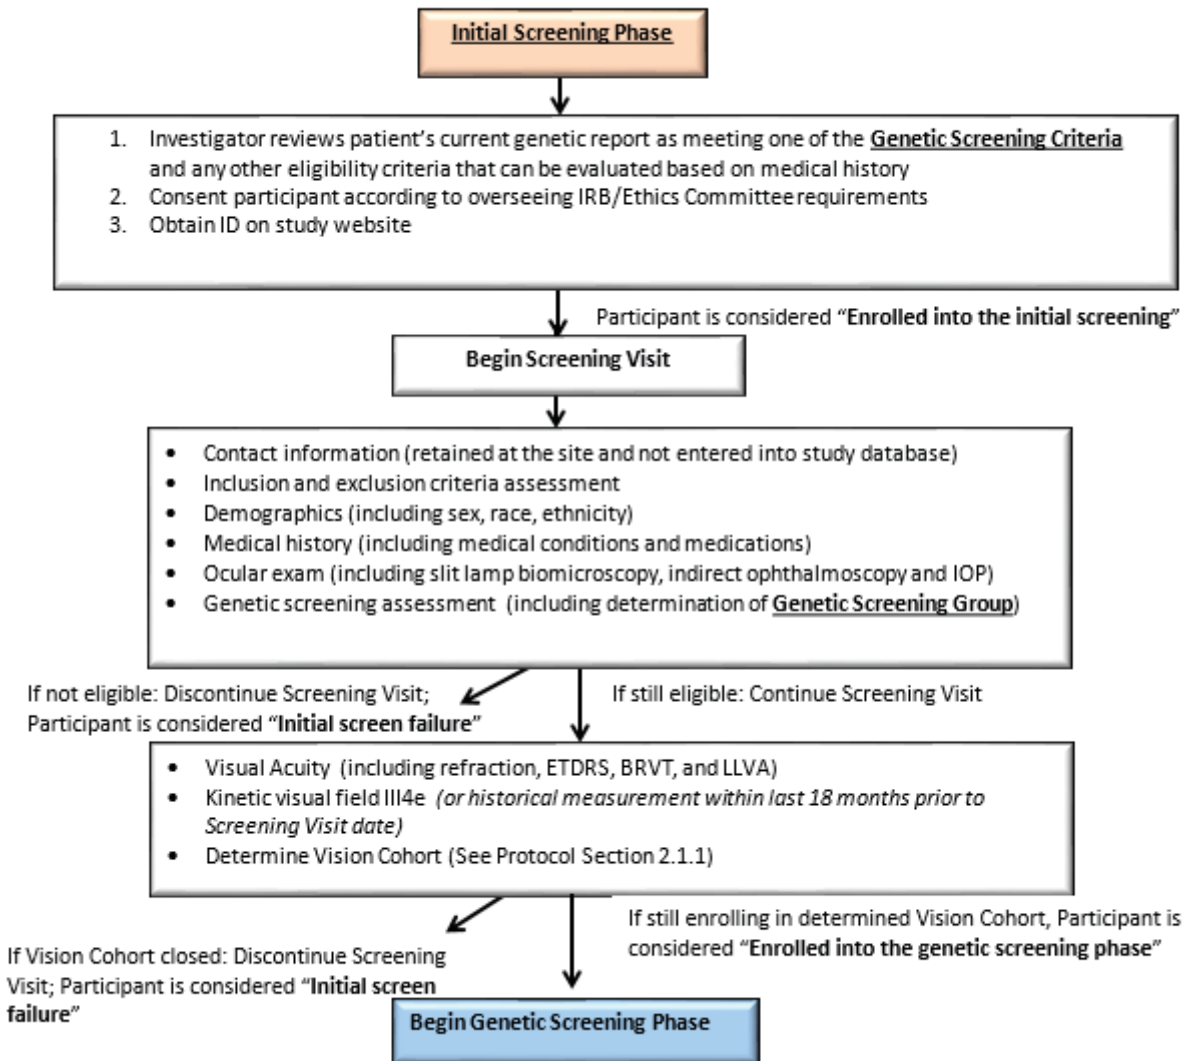 Initial Screening Phase
1. Investigator reviews patient's current genetic report as meeting one of the Genetic Screening Criteria
and any other eligibility criteria that can be evaluated based on medical history
2. Consent participant according to overseeing IRB/Ethics Committee requirements
3. Obtain ID on study website
Participant is considered “Enrolled into the initial screening”
Begin Screening Visit
• Contact information (retained at the site and not entered into study database)
• Inclusion and exclusion criteria assessment
• Demographics (including sex, race, ethnicity)
• Medical history (including medical conditions and medications)
• Ocular exam (including slit lamp biomicroscopy, indirect ophthalmoscopy and IOP)
• Genetic screening assessment (including determination of Genetic Screening Group)
If not eligible: Discontinue Screening Visit;
Participant is considered “Initial screen failure”
If still eligible: Continue Screening Visit
• Visual Acuity (including refraction, ETDRS, BRVT, and LLVA)
• Kinetic visual field III4e (or historical measurement within last 18 months prior to
Screening Visit date)
• Determine Vision Cohort (See Protocol Section 2.1.1)
If still enrolling in determined Vision Cohort, Participant is
considered “Enrolled into the genetic screening phase”
If Vision Cohort closed: Discontinue Screening
Visit; Participant is considered “Initial screen
failure”
Begin Genetic Screening Phase